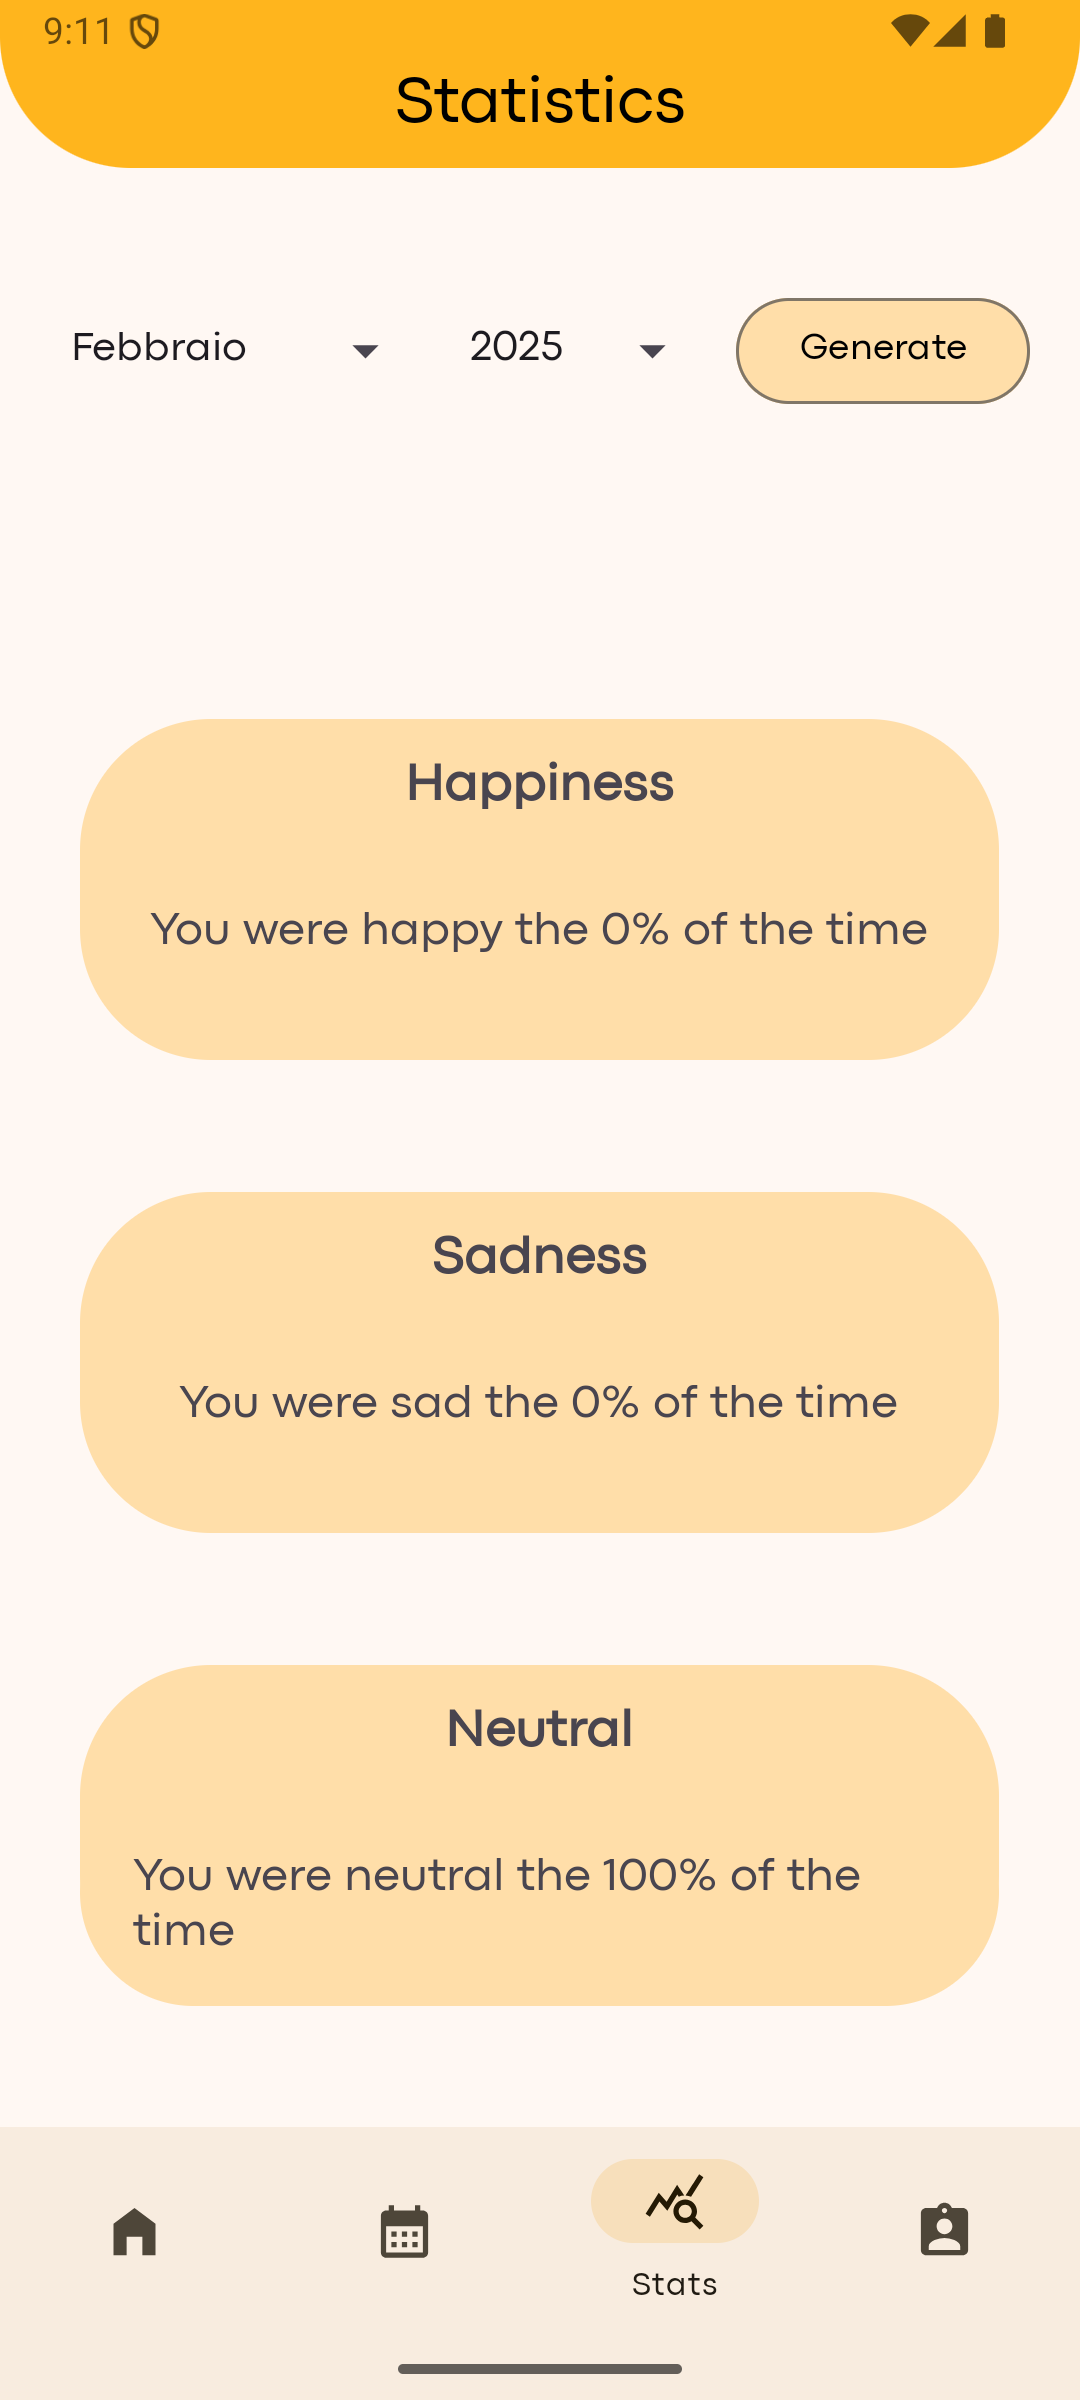 9:11
Statistics
Febbraio
2025
Generate
Happiness
You were happy the 0% of the time
Sadness
You were sad the 0% of the time
Neutral
You were neutral the 100% of the
time
Stats